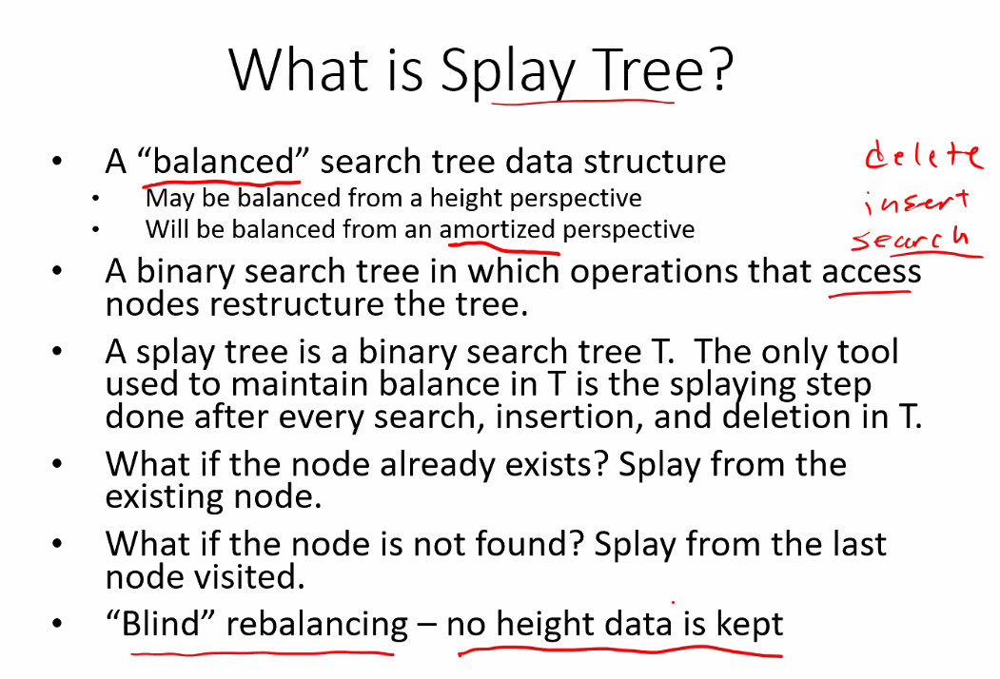 What is Splay Tree?
• A “balanced” search tree data structure
• May be balanced from a height perspective
• Will be balanced from an amortized perspective
• A binary search tree in which operations that access
nodes restructure the tree.
• A splay tree is a binary search tree T. The only tool
used to maintain balance in T is the splaying step
done after every search, insertion, and deletion in T.
• What if the node already exists? Splay from the
existing node.
• What if the node is not found? Splay from the last
node visited.
• “Blind” rebalancing – no height data is kept
delete
insert
search